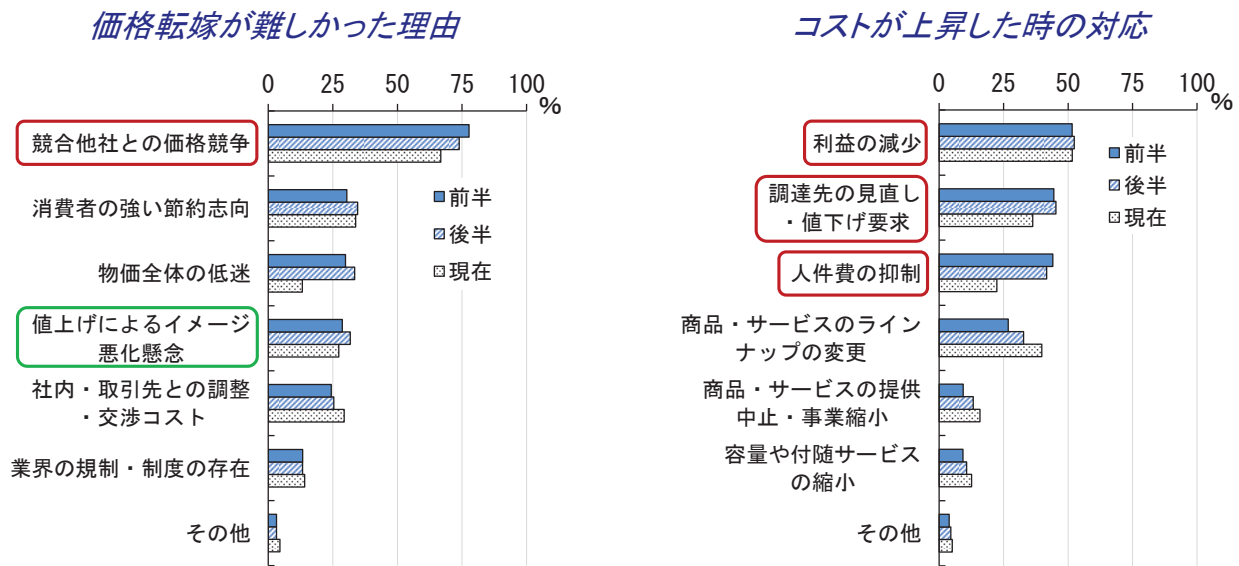 価格転嫁が難しかった理由
0 25 50 75 100
%
競合他社との価格競争
消費者の強い節約志向
物価全体の低迷
値上げによるイメージ
悪化懸念
社内・取引先との調整
・交渉コスト
業界の規制・制度の存在
その他
前半
後半
現在
コストが上昇した時の対応
0 25 50 75 100
%
利益の減少
調達先の見直し
・値下げ要求
人件費の抑制
商品・サービスのライン
ナップの変更
商品・サービスの提供
中止・事業縮小
容量や付随サービス
の縮小
その他
前半
後半
現在